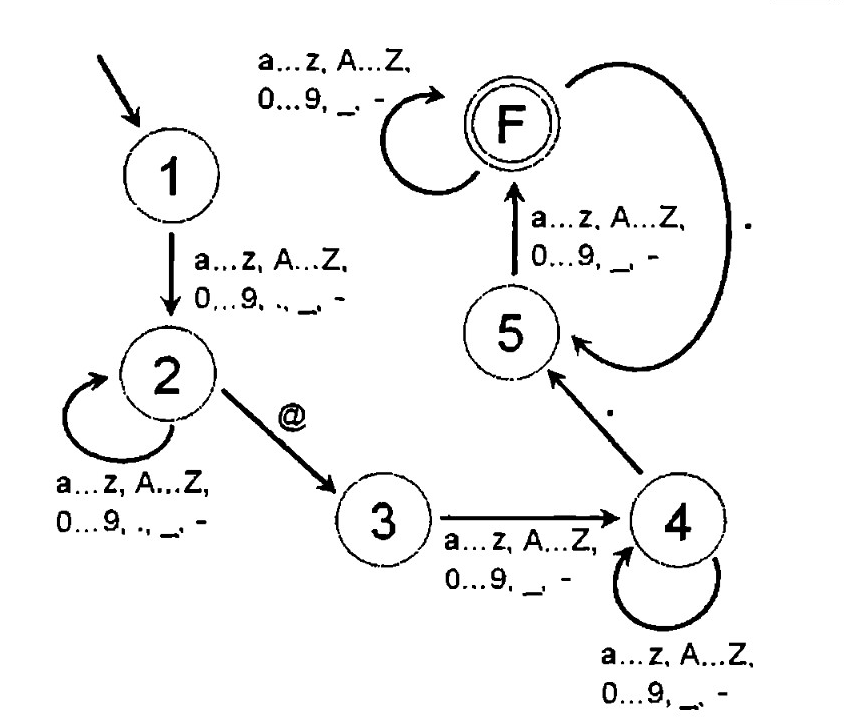 a...z, A...Z,
0...9, _, -
F
1
a...z, A...Z,
0...9, ., _, -
a...z, A...Z,
0...9, _, -
.
5
2
@
.
a...z, A...Z,
0...9, ., _, -
3
4
a...z, A...Z,
0...9, _, -
a...z, A...Z,
0...9, _, -